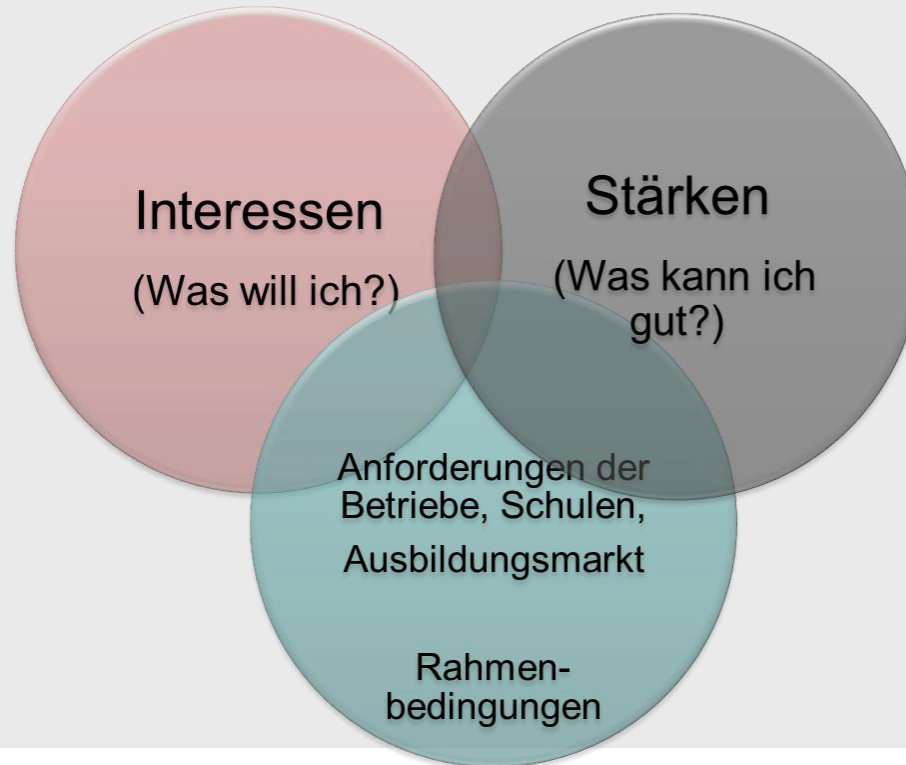 Interessen
(Was will ich?)
Stärken
(Was kann ich
gut?)
Anforderungen der
Betriebe, Schulen,
Ausbildungsmarkt
Rahmen-
bedingungen